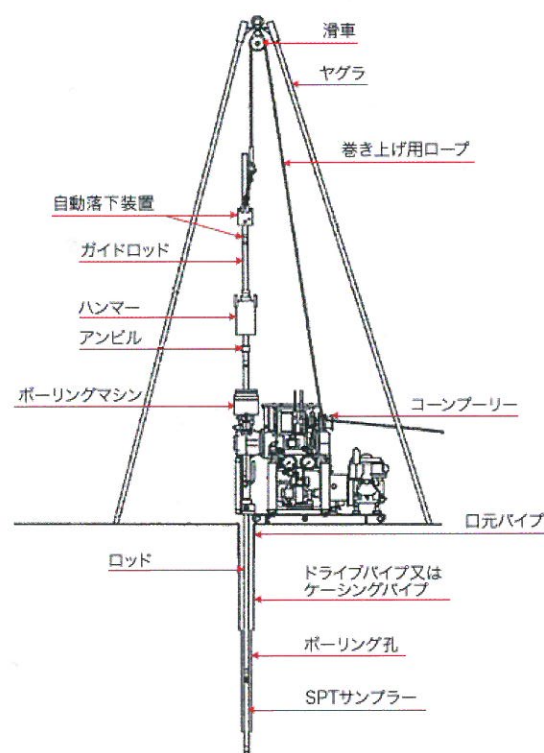 滑車
ヤグラ
巻き上げ用ロープ
自動落下装置
ガイドロッド
ハンマー
アンビル
ボーリングマシン
コーンプーリー
口元パイプ
ロッド
ドライブパイプ又は
ケーシングパイプ
ボーリング孔
SPTサンプラー